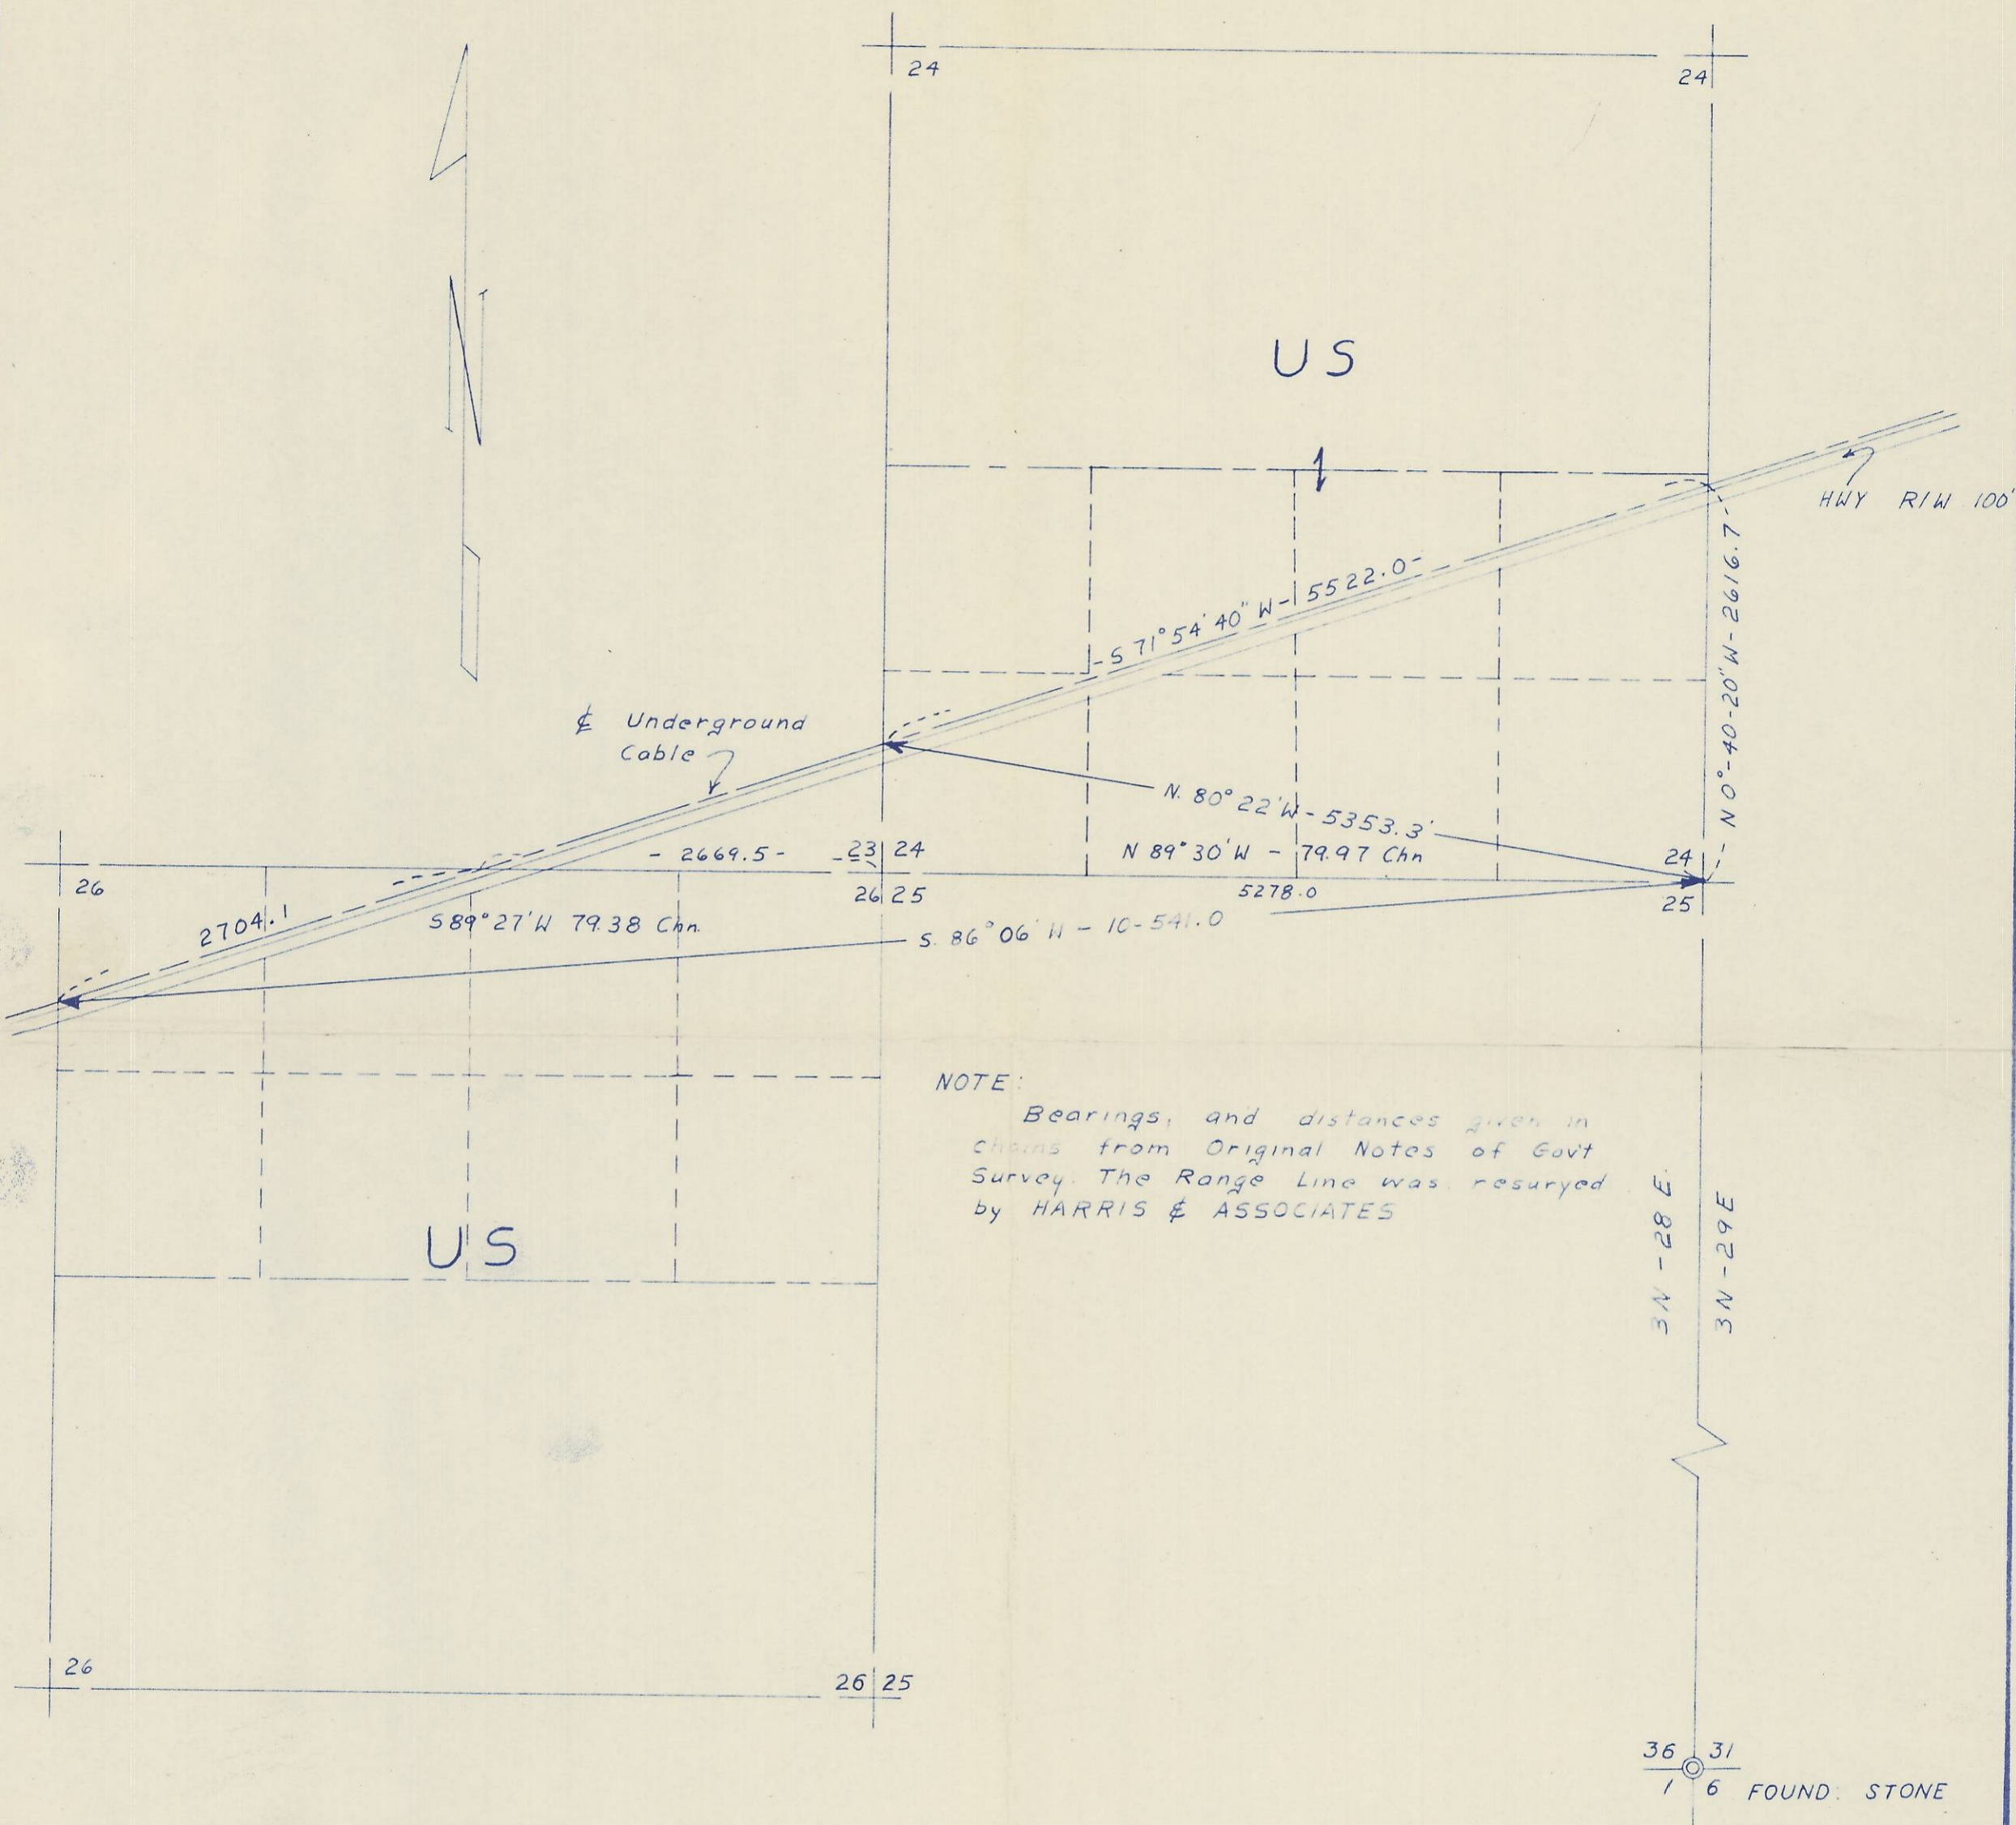 24
24
N
US
HWY R/W 100'
-S 71°54'40" W- 5522.0-
N 0°-40-20" W- 2616.7
₵ Underground
Cable
N. 80°22'W - 5353.3'
- 2669.5-
23 24
N 89°30'W - 79.97 Chn
24
26
26 25
5278.0
25
2704.1
S89°27'W 79.38 Chn.
S. 86°06' W - 10-541.0
NOTE:
Bearings, and distances given in
chains from Original Notes of Gov't
Survey. The Range Line was resuryed
by HARRIS & ASSOCIATES
3N -28 E.
3N -29E
US
26
26 25
36 31
1 6 FOUND. STONE